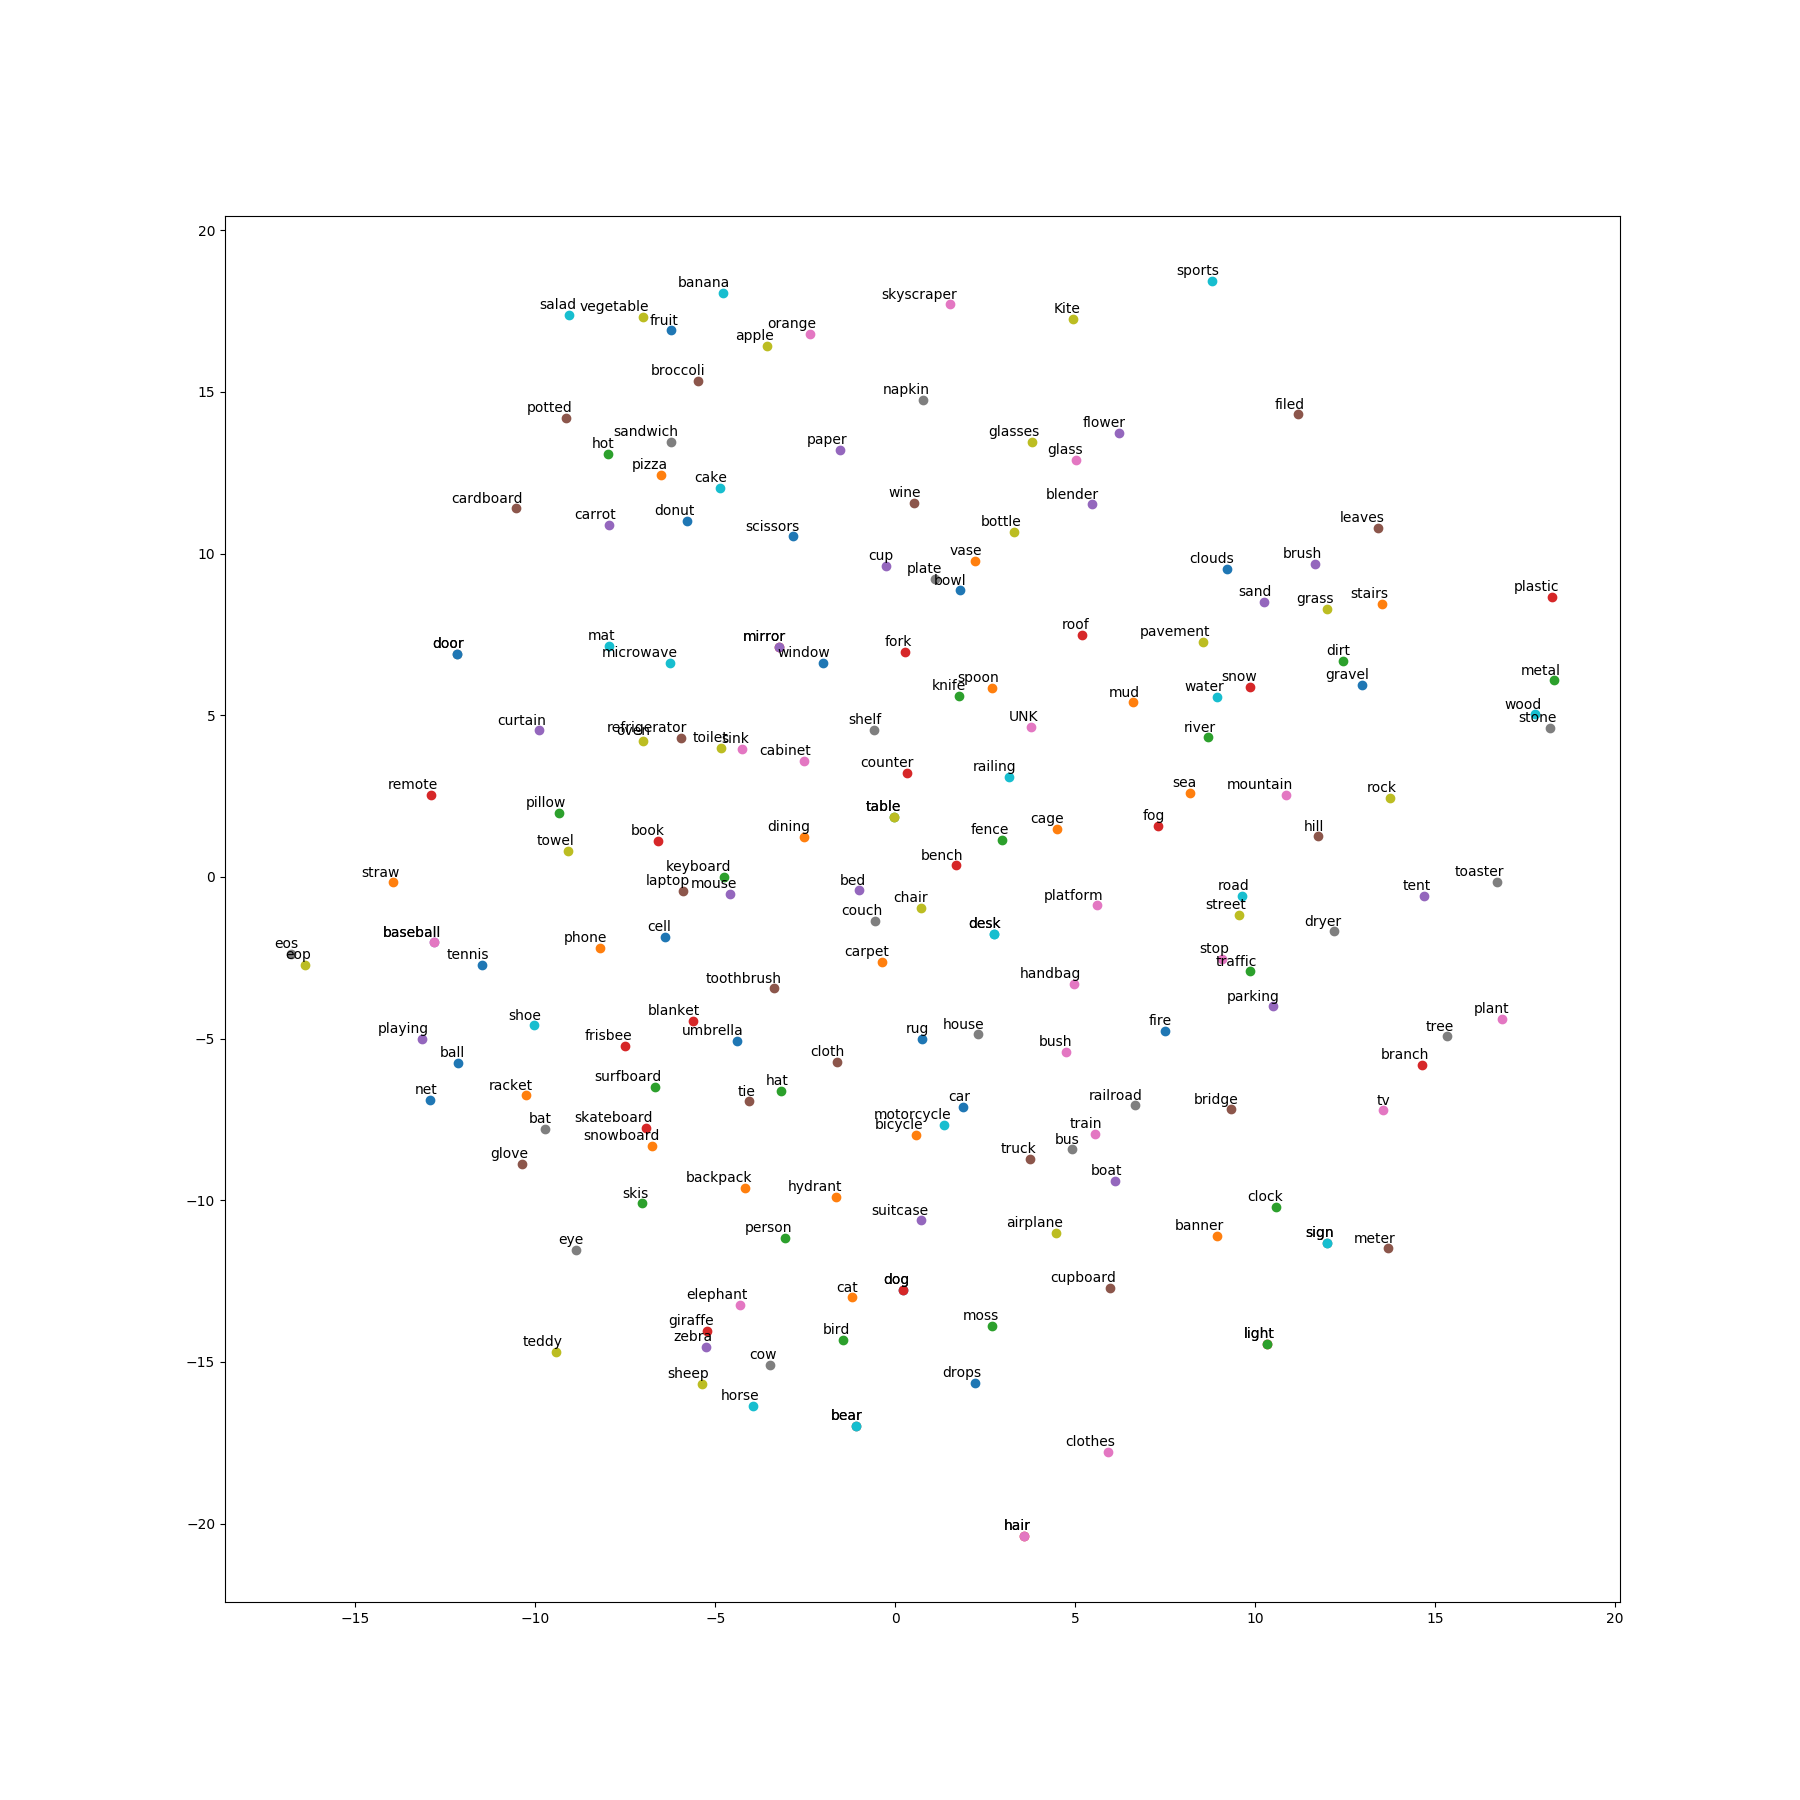 20
sports
banana
skyscraper
salad
vegetable
fruit
Kite
orange
apple
broccoli
15
napkin
potted
filed
sandwich
hot
paper
glasses
flower
glass
pizza
cake
cardboard
wine
blender
carrot
donut
scissors
bottle
leaves
10
cup
vase
plate
bowl
clouds
brush
sand
grass
stairs
plastic
door
mat
microwave
mirror
window
fork
roof
pavement
dirt
gravel
metal
knife
spoon
mud
water
snow
wood
stone
5
curtain
refrigerator
oven
toilet
sink
shelf
UNK
river
cabinet
counter
railing
remote
sea
mountain
rock
pillow
table
fog
towel
book
dining
fence
cage
hill
bench
0
straw
keyboard
laptop
mouse
bed
toaster
chair
platform
road
tent
street
couch
baseball
desk
dryer
eos
eop
tennis
phone
cell
carpet
stop
traffic
toothbrush
handbag
parking
plant
shoe
blanket
−5
playing
frisbee
umbrella
rug
house
fire
tree
ball
cloth
bush
branch
net
racket
surfboard
tie
hat
car
railroad
bridge
tv
bat
skateboard
snowboard
motorcycle
bicycle
train
bus
glove
truck
boat
backpack
hydrant
−10
skis
clock
suitcase
eye
person
airplane
banner
sign
meter
cat
dog
cupboard
elephant
giraffe
zebra
bird
moss
light
teddy
−15
cow
sheep
drops
horse
bear
clothes
−20
hair
−15
−10
−5
0
5
10
15
20